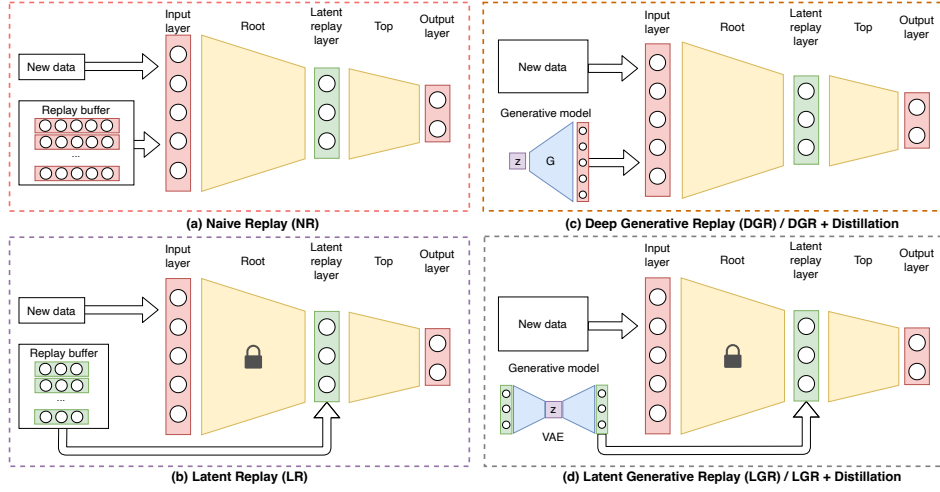 Input
layer
Root
Latent
replay
layer
Top
Output
layer
New data
Replay buffer
...
(a) Naive Replay (NR)
Input
layer
Root
Latent
replay
layer
Top
Output
layer
New data
Generative model
z
G
(c) Deep Generative Replay (DGR) / DGR + Distillation
Input
layer
Root
Latent
replay
layer
Top
Output
layer
New data
Replay buffer
...
(b) Latent Replay (LR)
Input
layer
Root
Latent
replay
layer
Top
Output
layer
New data
Generative model
z
VAE
(d) Latent Generative Replay (LGR) / LGR + Distillation